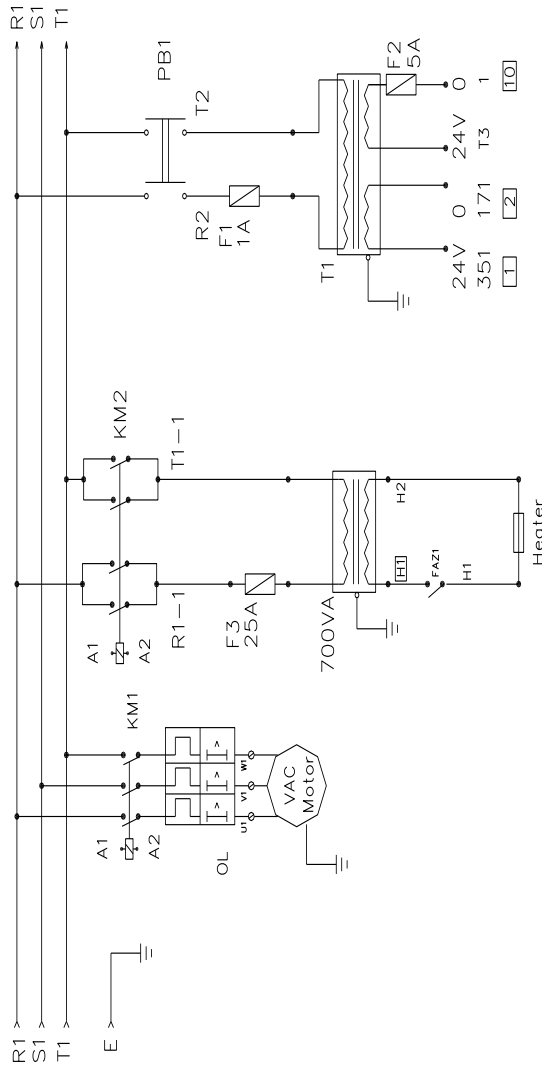 R1
S1
T1
E
R1
S1
T1
A1
A2
KM1
OL
U1
V1
W1
VAC
Motor
A1
A2
KM2
R1-1
T1-1
F3
25A
700VA
H1
H2
FAZ1
H1
Heater
PB1
R2
T2
F1
1A
T1
F2
5A
24V
0
24V
0
351
171
T3
1
1
2
10